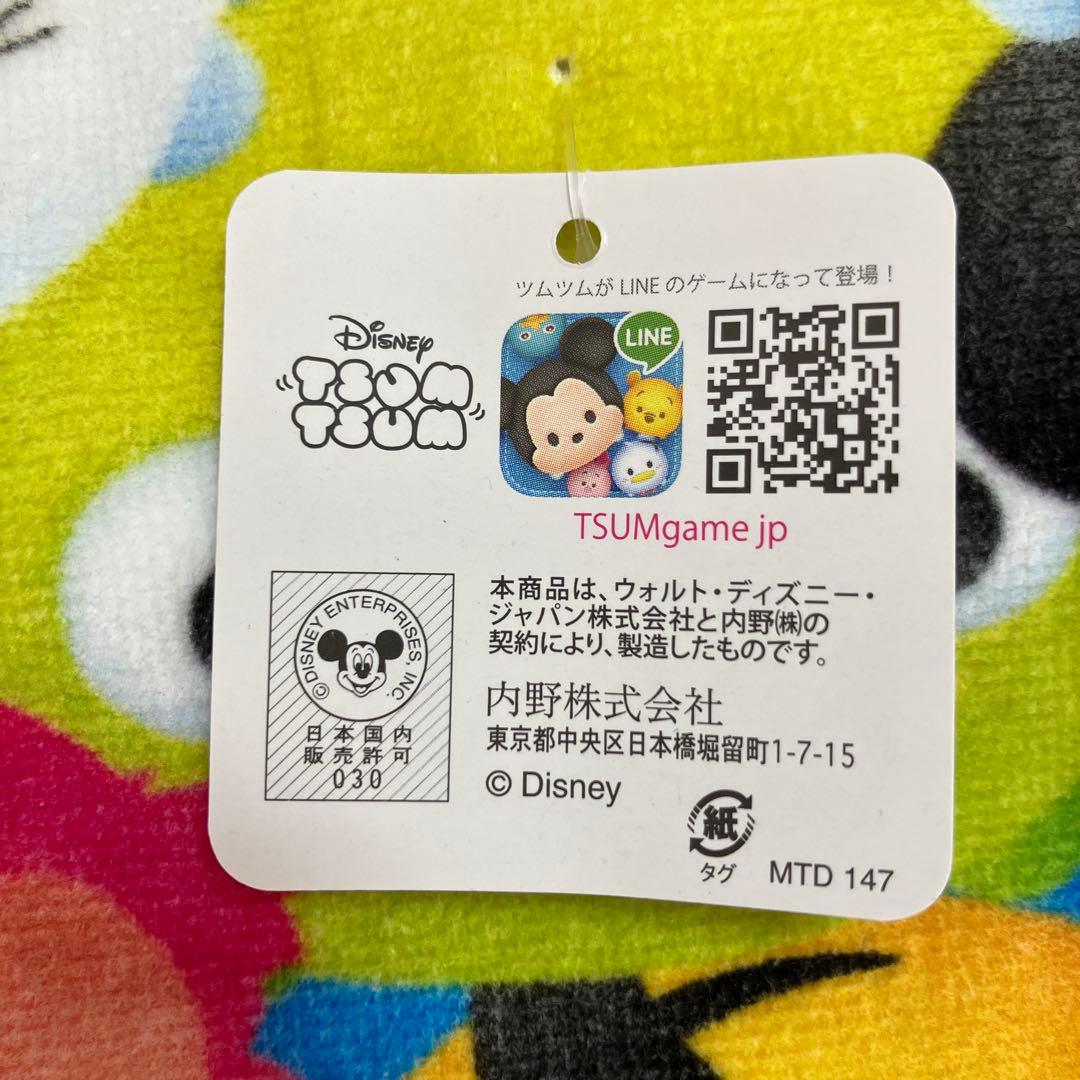 ツムツムが LINE のゲームになって登場！
Disney
TSUM
TSUM
LINE
TSUMgame jp
© DISNEY ENTERPRISES, INC.
日本国内
販売許可
030
本商品は、ウォルト・ディズニー・
ジャパン株式会社と内野㈱の
契約により、製造したものです。
内野株式会社
東京都中央区日本橋堀留町1-7-15
© Disney
紙
タグ
MTD 147